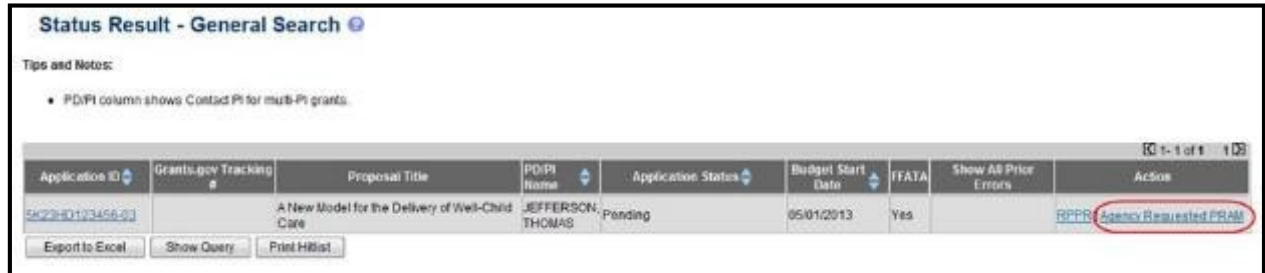 Status Result - General Search
Tips and Notes:
• PD/PI column shows Contact PI for multi-PI grants.
1 - 1 of 1 1
Application ID Grants.gov Tracking # Proposal Title PD/PI Name Application Status Budget Start Date FFATA Show All Prior Errors Action
5K23HD123456-03 A New Model for the Delivery of Well-Child Care JEFFERSON, THOMAS Pending 05/01/2013 Yes RPPR Agency Requested PRAM
Export to Excel Show Query Print Hitlist